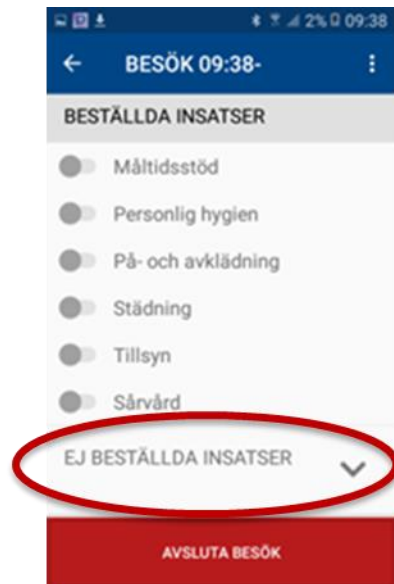 2% 09:38
BESÖK 09:38-
BESTÄLLDA INSATSER
Måltidsstöd
Personlig hygien
På- och avklädning
Städning
Tillsyn
Sårvård
EJ BESTÄLLDA INSATSER
AVSLUTA BESÖK